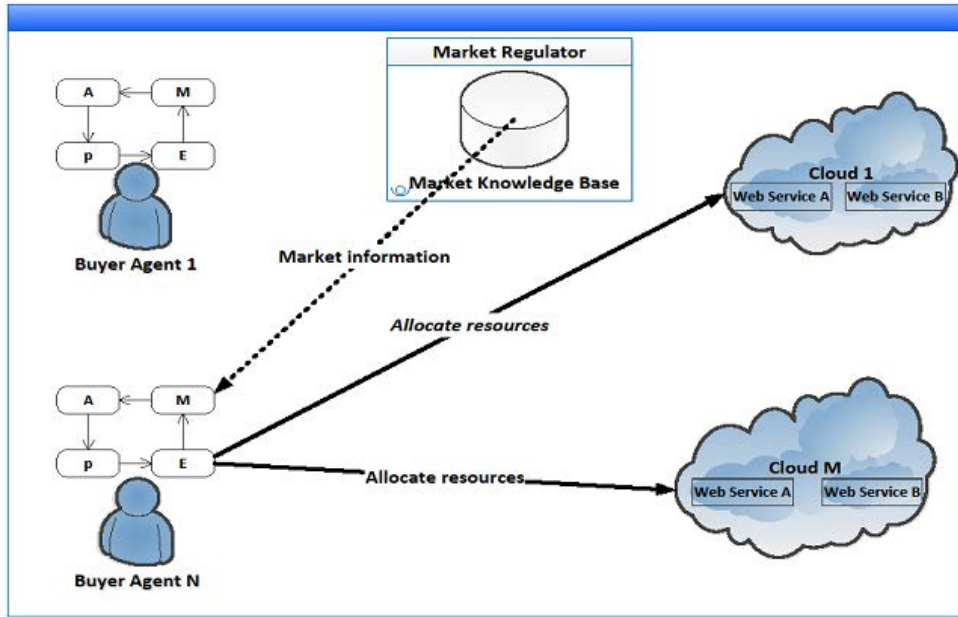 Market Regulator
Market Knowledge Base
A
M
p
E
Buyer Agent 1
Cloud 1
Web Service A
Web Service B
Market information
Allocate resources
A
M
p
E
Buyer Agent N
Allocate resources
Cloud M
Web Service A
Web Service B